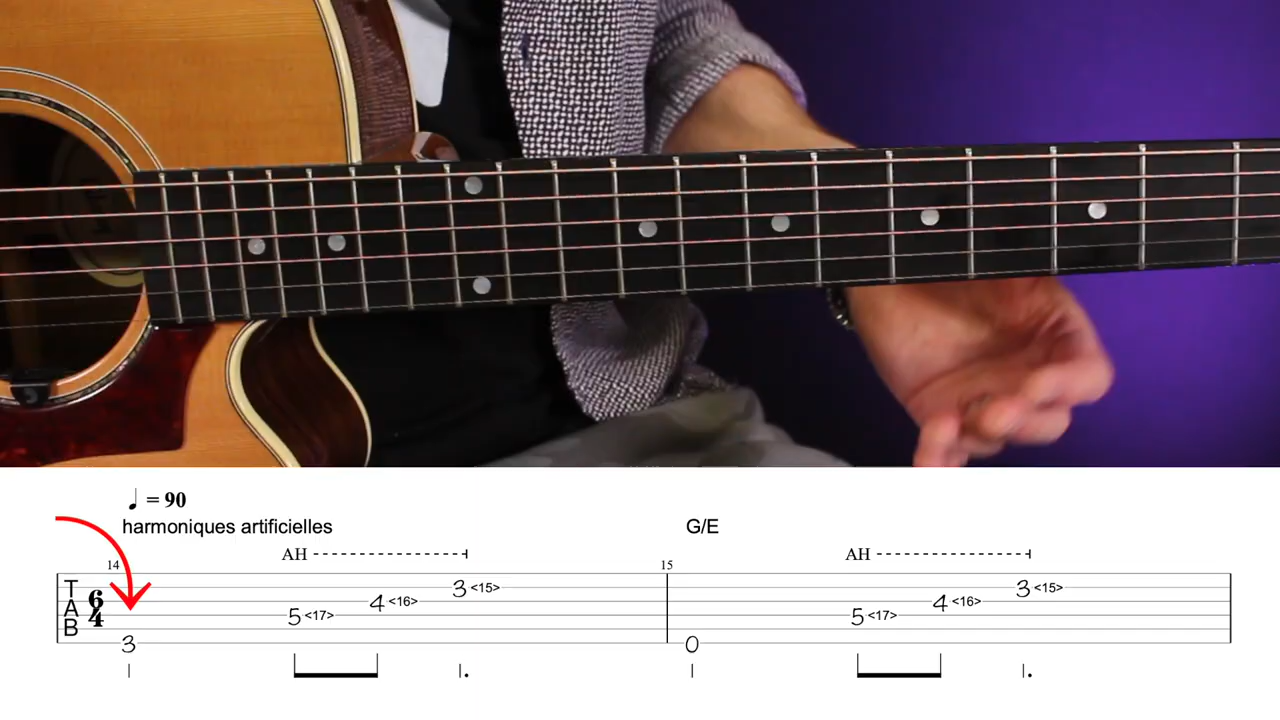 ♩ = 90
harmoniques artificielles
G/E
AH AH
14 15
T
A
B
6
4
3 5 <17> 4 <16> 3 <15> 0 5 <17> 4 <16> 3 <15>